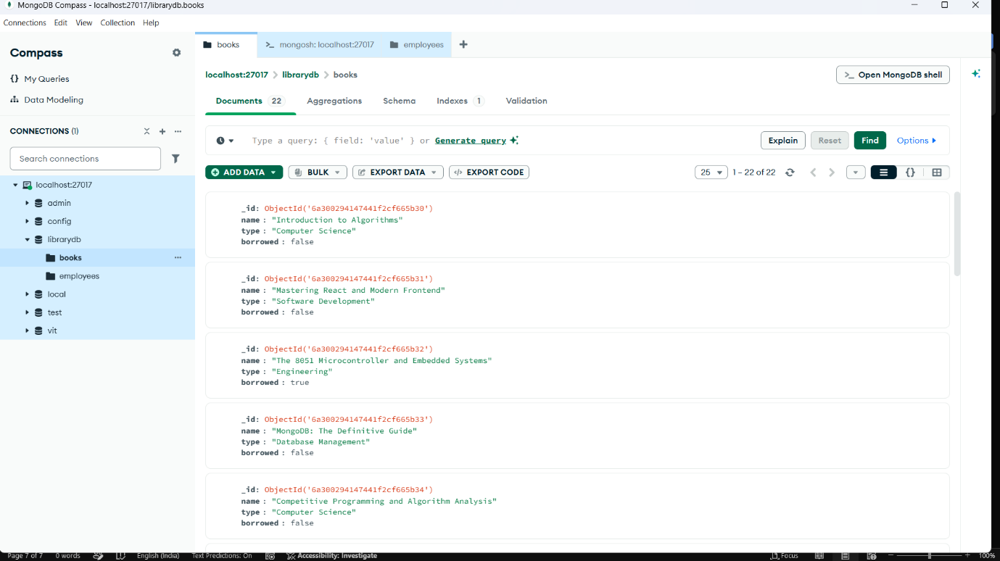 MongoDB Compass - localhost:27017/librarydb.books
Connections Edit View Collection Help
Compass
{} My Queries
Data Modeling
CONNECTIONS (1)
Search connections
localhost:27017
admin
config
librarydb
books
employees
local
test
vit
books >_ mongosh: localhost:27017 employees +
localhost:27017 > librarydb > books
>_ Open MongoDB shell
Documents 22 Aggregations Schema Indexes 1 Validation
Type a query: { field: 'value' } or Generate query
Explain Reset Find Options
ADD DATA BULK EXPORT DATA </> EXPORT CODE
25 1 – 22 of 22 {}
_id: ObjectId('6a300294147441f2cf665b30')
name : "Introduction to Algorithms"
type : "Computer Science"
borrowed : false
_id: ObjectId('6a300294147441f2cf665b31')
name : "Mastering React and Modern Frontend"
type : "Software Development"
borrowed : false
_id: ObjectId('6a300294147441f2cf665b32')
name : "The 8051 Microcontroller and Embedded Systems"
type : "Engineering"
borrowed : true
_id: ObjectId('6a300294147441f2cf665b33')
name : "MongoDB: The Definitive Guide"
type : "Database Management"
borrowed : false
_id: ObjectId('6a300294147441f2cf665b34')
name : "Competitive Programming and Algorithm Analysis"
type : "Computer Science"
borrowed : false
Page 7 of 7 0 words English (India) Text Predictions: On Accessibility: Investigate Focus 100%